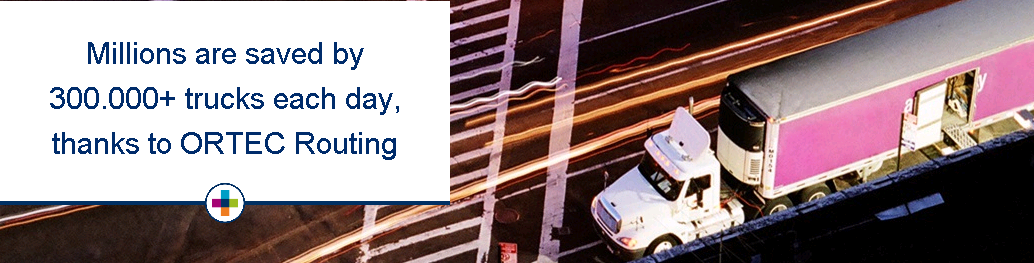 Millions are saved by
300.000+ trucks each day,
thanks to ORTEC Routing